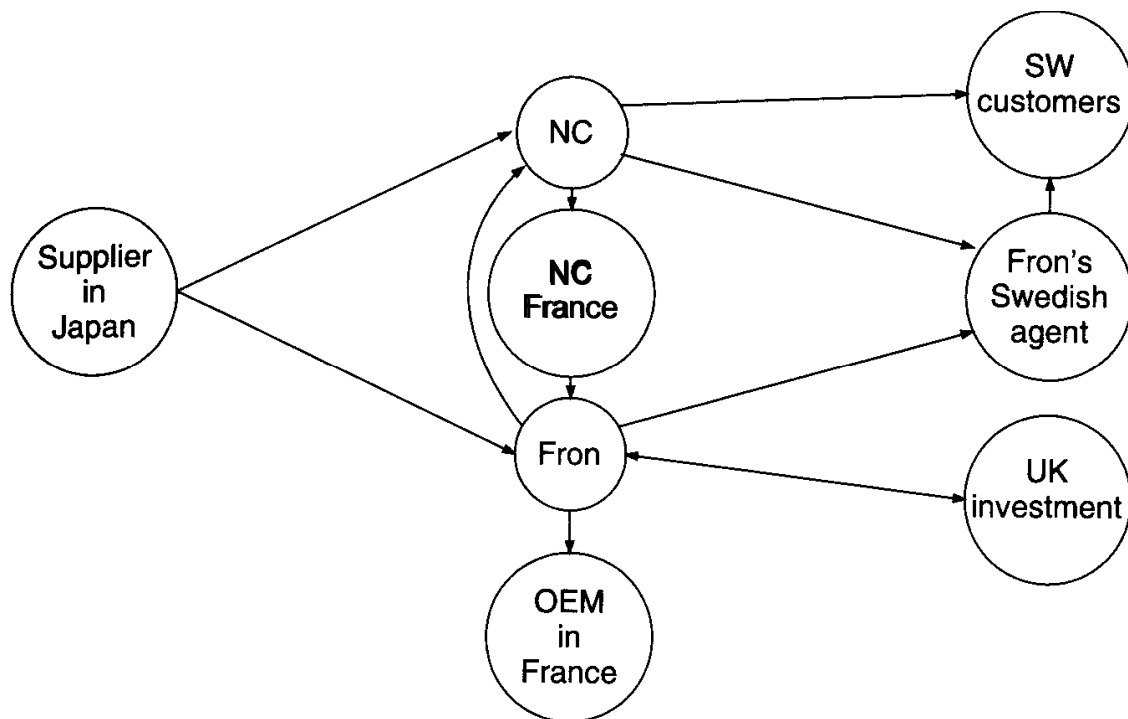 SW
customers
NC
Supplier
in
Japan
NC
France
Fron's
Swedish
agent
Fron
UK
investment
OEM
in
France